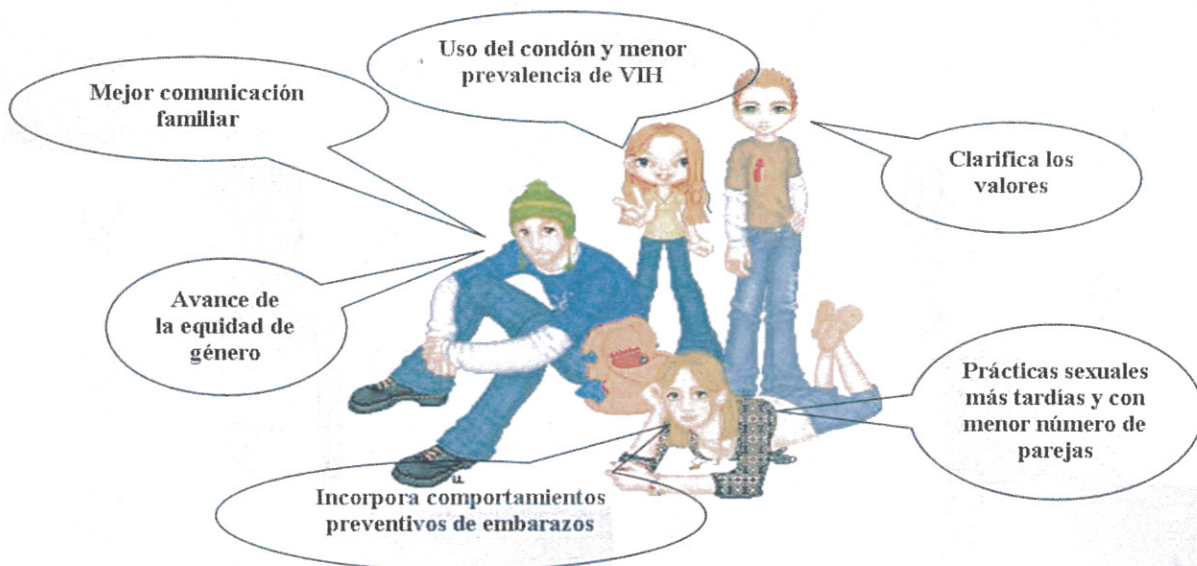 Uso del condón y menor
prevalencia de VIH
Mejor comunicación
familiar
Clarifica los
valores
Avance de
la equidad de
género
Prácticas sexuales
más tardías y con
menor número de
parejas
Incorpora comportamientos
preventivos de embarazos